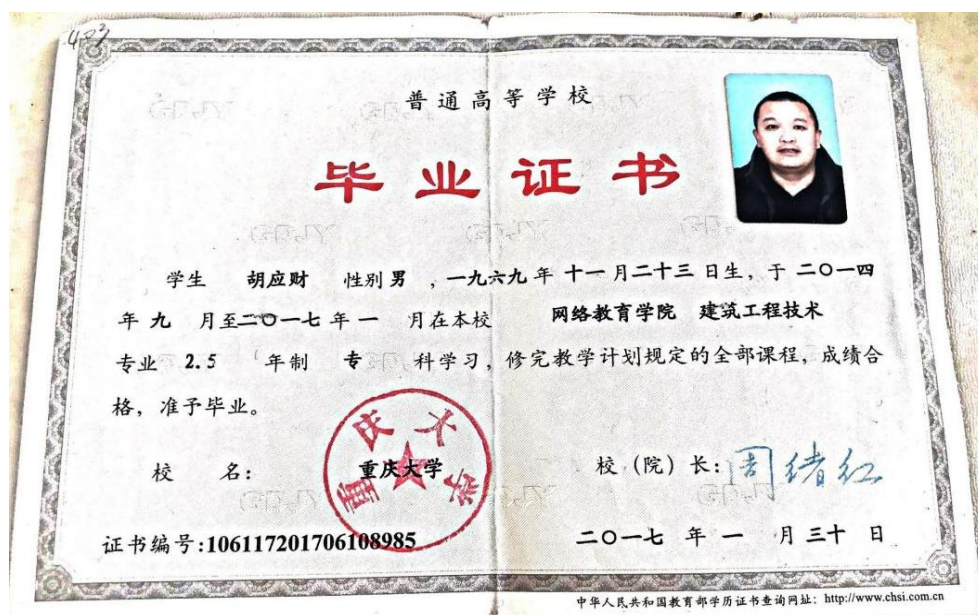 403
普通高等学校
毕业证书
学生 胡应财 性别 男 ，一九六九 年 十一 月二十三 日生，于 二〇一四
年 九 月至二〇一七 年 一 月在本校 网络教育学院 建筑工程技术
专业 2.5 年制 专 科学习，修完教学计划规定的全部课程，成绩合
格，准予毕业。
校 名： 重庆大学
重庆大学
校（院）长：周绪红
证书编号:106117201706108985
二〇一七 年 一 月 三十 日
中华人民共和国教育部学历证书查询网址：http://www.chsi.com.cn